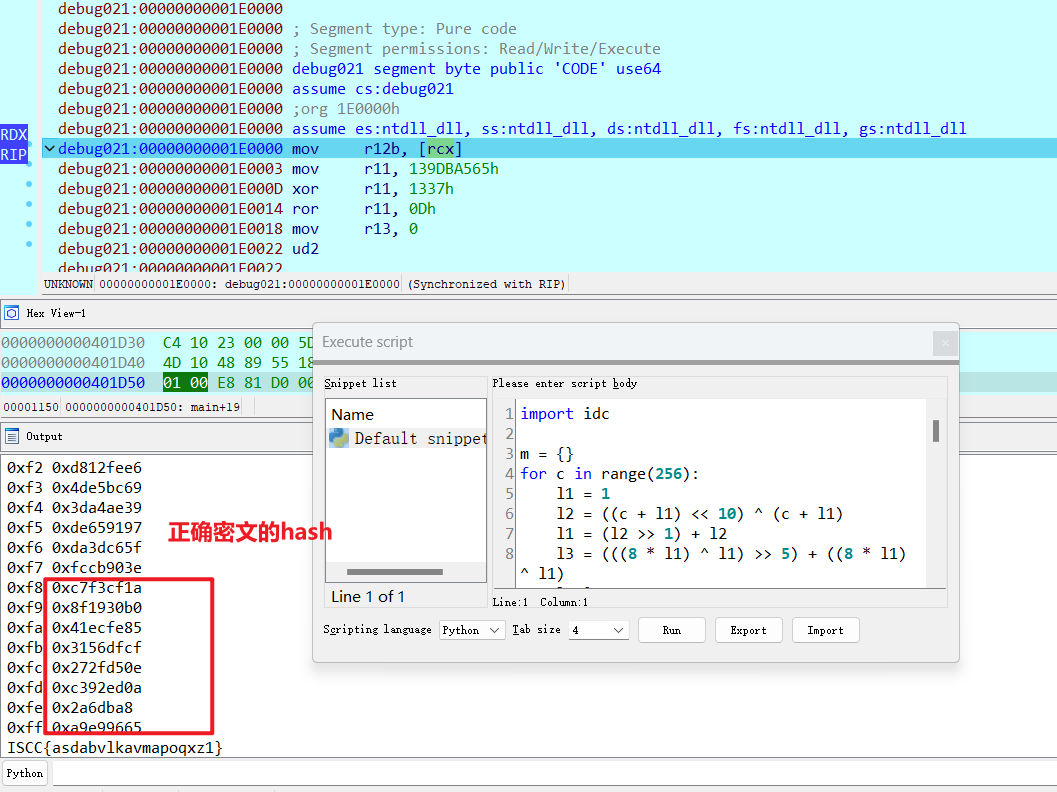 debug021:00000000001E0000
debug021:00000000001E0000 ; Segment type: Pure code
debug021:00000000001E0000 ; Segment permissions: Read/Write/Execute
debug021:00000000001E0000 debug021 segment byte public 'CODE' use64
debug021:00000000001E0000 assume cs:debug021
debug021:00000000001E0000 ;org 1E0000h
debug021:00000000001E0000 assume es:ntdll_dll, ss:ntdll_dll, ds:ntdll_dll, fs:ntdll_dll, gs:ntdll_dll
RDX
RIP
debug021:00000000001E0000 mov r12b, [rcx]
debug021:00000000001E0003 mov r11, 139DBA565h
debug021:00000000001E000D xor r11, 1337h
debug021:00000000001E0014 ror r11, 0Dh
debug021:00000000001E0018 mov r13, 0
debug021:00000000001E0022 ud2
debug021:00000000001E0022
UNKNOWN 00000000001E0000: debug021:00000000001E0000 (Synchronized with RIP)
Hex View-1
0000000000401D30 C4 10 23 00 00 5D
0000000000401D40 4D 10 48 89 55 18
0000000000401D50 01 00 E8 81 D0 00
00001150 0000000000401D50: main+19
Output
0xf2 0xd812fee6
0xf3 0x4de5bc69
0xf4 0x3da4ae39
0xf5 0xde659197
0xf6 0xda3dc65f
0xf7 0xfccb903e
0xf8 0xc7f3cf1a
0xf9 0x8f1930b0
0xfa 0x41ecfe85
0xfb 0x3156dfcf
0xfc 0x272fd50e
0xfd 0xc392ed0a
0xfe 0x2a6dba8
0xff 0xa9e99665
ISCC{asdabvlkavmapoqxz1}
Python
正确密文的hash
Execute script
Snippet list
Name
Default snippet
Line 1 of 1
Please enter script body
1 import idc
2
3 m = {}
4 for c in range(256):
5 l1 = 1
6 l2 = ((c + l1) << 10) ^ (c + l1)
7 l1 = (l2 >> 1) + l2
8 l3 = (((8 * l1) ^ l1) >> 5) + ((8 * l1)
^ l1)
Line:1 Column:1
Scripting language Python Tab size 4 Run Export Import